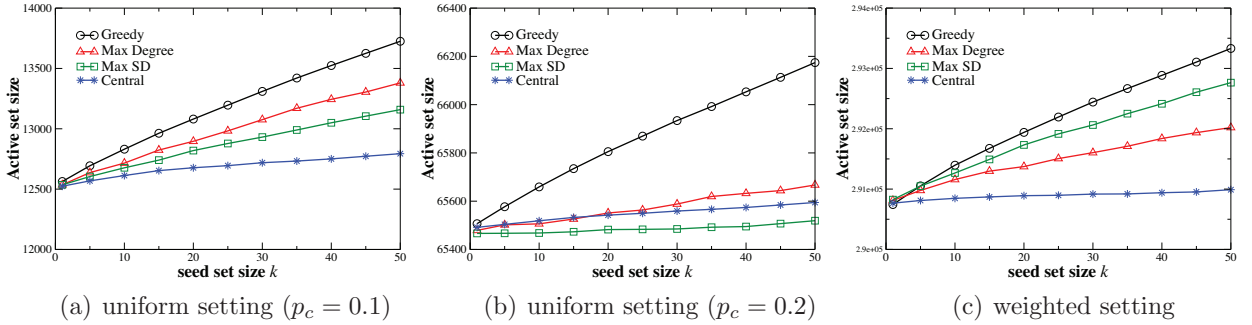 14000
13500
13000
12500
12000
Active set size
Greedy
Max Degree
Max SD
Central
0 10 20 30 40 50
seed set size k
(a) uniform setting (p_c = 0.1)
66400
66200
66000
65800
65600
65400
Active set size
Greedy
Max Degree
Max SD
Central
0 10 20 30 40 50
seed set size k
(b) uniform setting (p_c = 0.2)
2.94e+05
2.93e+05
2.92e+05
2.91e+05
2.9e+05
Active set size
Greedy
Max Degree
Max SD
Central
0 10 20 30 40 50
seed set size k
(c) weighted setting